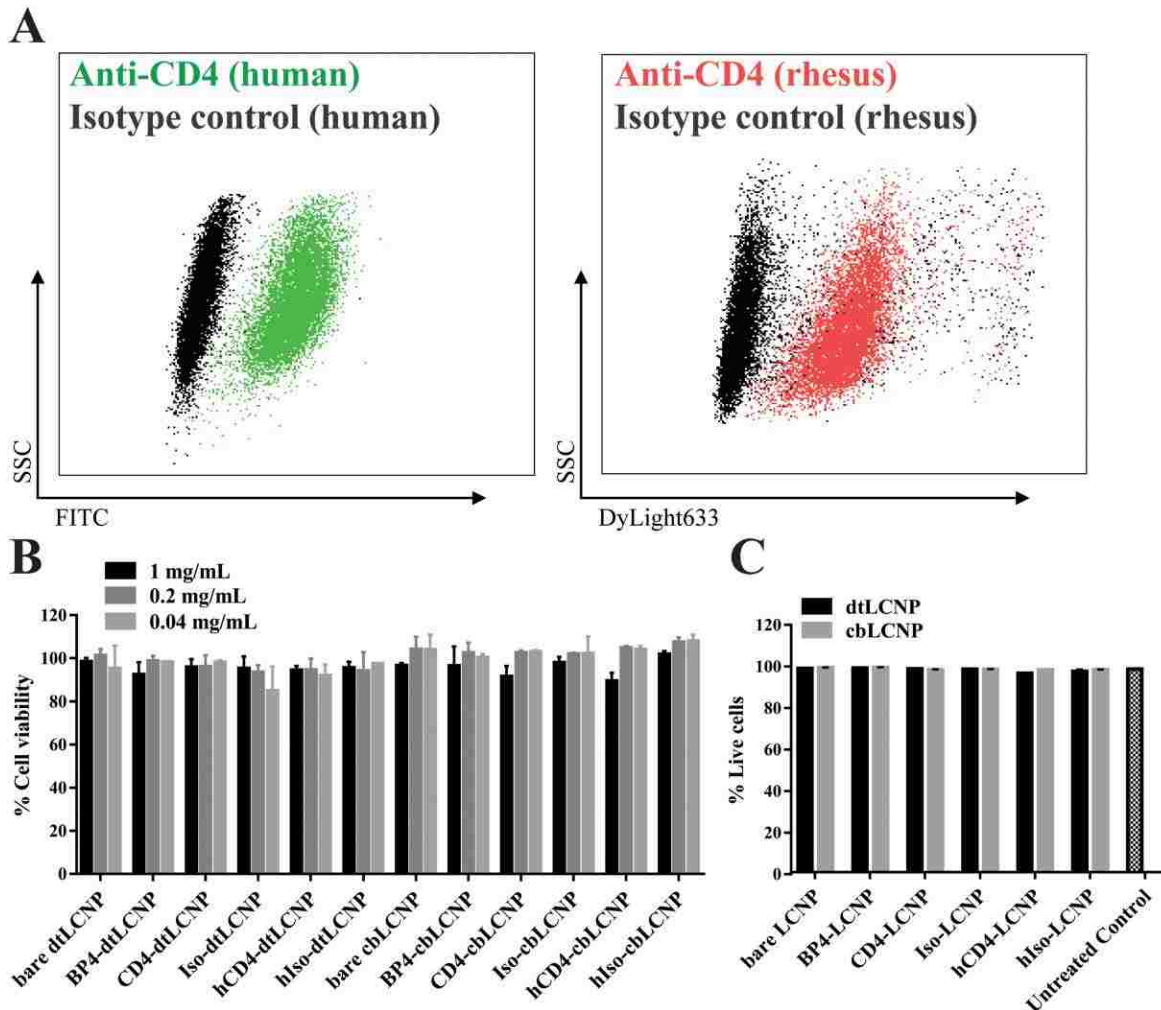 A
Anti-CD4 (human)
Isotype control (human)
SSC
FITC
Anti-CD4 (rhesus)
Isotype control (rhesus)
SSC
DyLight633
B
1 mg/mL
0.2 mg/mL
0.04 mg/mL
% Cell viability
120
100
80
60
40
20
0
bare dtLCNP
BP4-dtLCNP
CD4-dtLCNP
Iso-dtLCNP
hCD4-dtLCNP
hIso-dtLCNP
bare cbLCNP
BP4-cbLCNP
CD4-cbLCNP
Iso-cbLCNP
hCD4-cbLCNP
hIso-cbLCNP
C
dtLCNP
cbLCNP
% Live cells
120
100
80
60
40
20
0
bare LCNP
BP4-LCNP
CD4-LCNP
Iso-LCNP
hCD4-LCNP
hIso-LCNP
Untreated Control